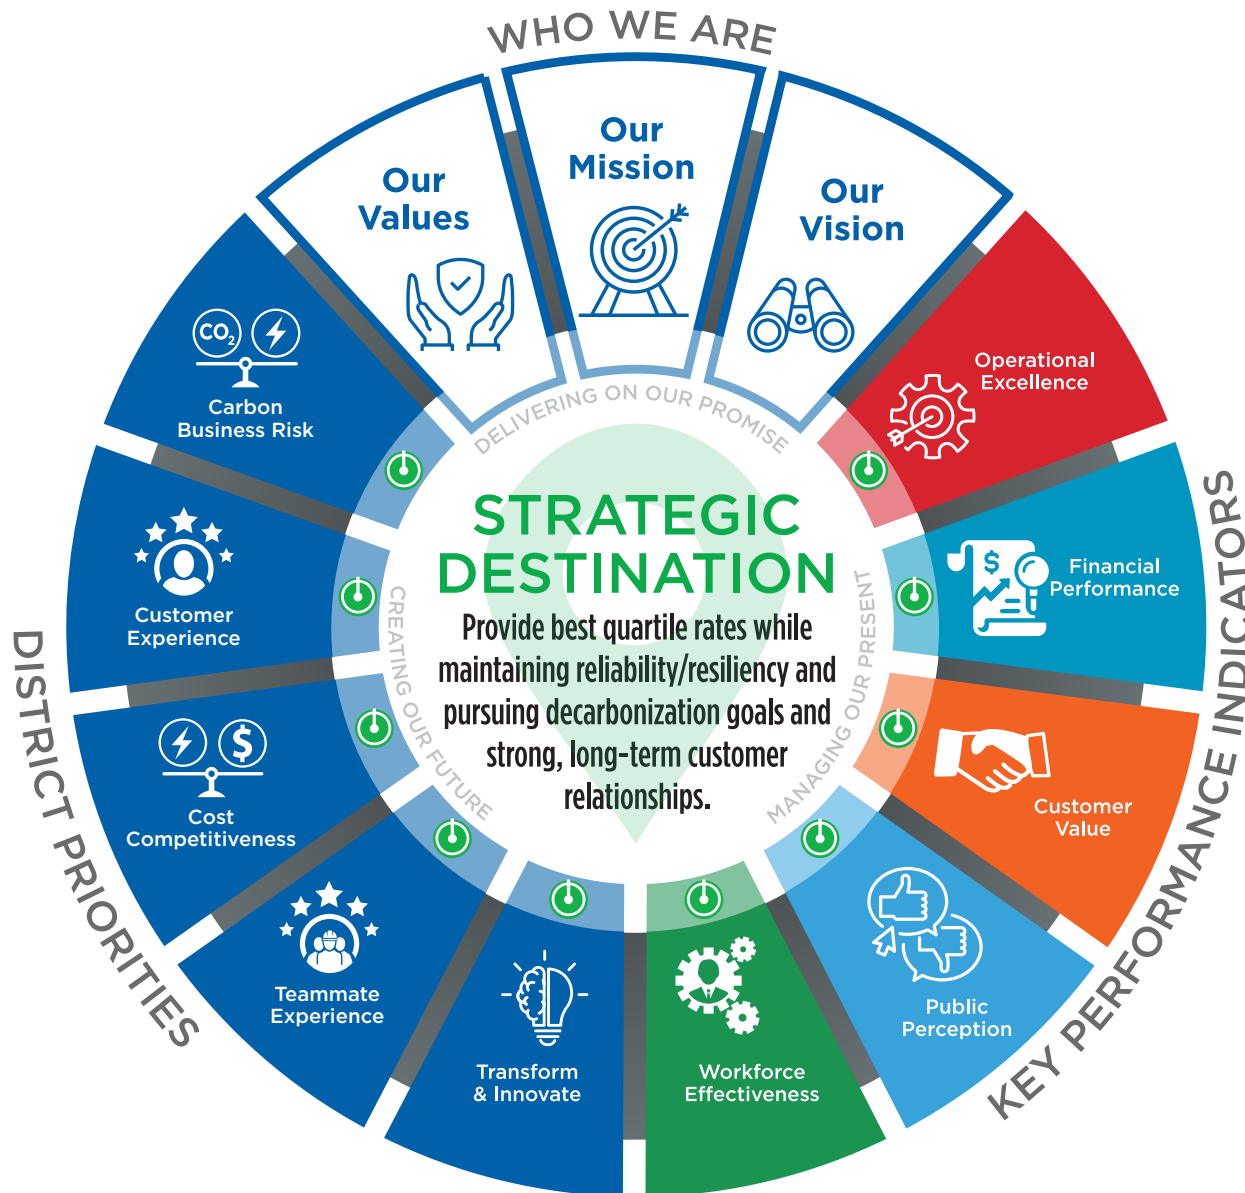 WHO WE ARE
Our
Values
Our
Mission
Our
Vision
DELIVERING ON OUR PROMISE
STRATEGIC
DESTINATION
Provide best quartile rates while
maintaining reliability/resiliency and
pursuing decarbonization goals and
strong, long-term customer
relationships.
KEY PERFORMANCE INDICATORS
MANAGING OUR PRESENT
Operational
Excellence
$
Financial
Performance
Customer
Value
Public
Perception
Workforce
Effectiveness
DISTRICT PRIORITIES
CREATING OUR FUTURE
CO2
Carbon
Business Risk
Customer
Experience
$
Cost
Competitiveness
Teammate
Experience
Transform
& Innovate